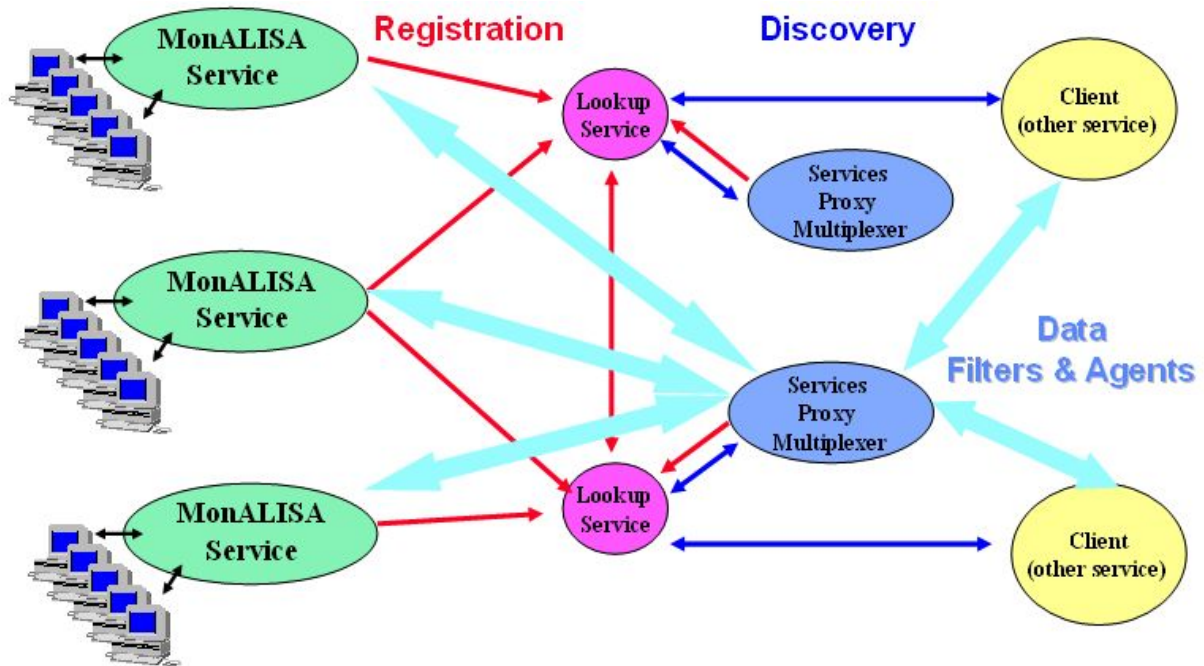 MonALISA
Service
Registration
Discovery
Lookup
Service
Client
(other service)
Services
Proxy
Multiplexer
MonALISA
Service
Data
Filters & Agents
Services
Proxy
Multiplexer
MonALISA
Service
Lookup
Service
Client
(other service)